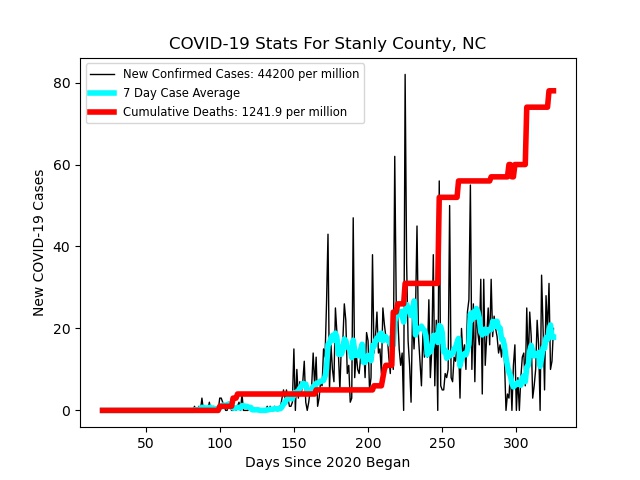 COVID-19 Stats For Stanly County, NC
New Confirmed Cases: 44200 per million
7 Day Case Average
Cumulative Deaths: 1241.9 per million
80
60
40
20
0
New COVID-19 Cases
50 100 150 200 250 300
Days Since 2020 Began